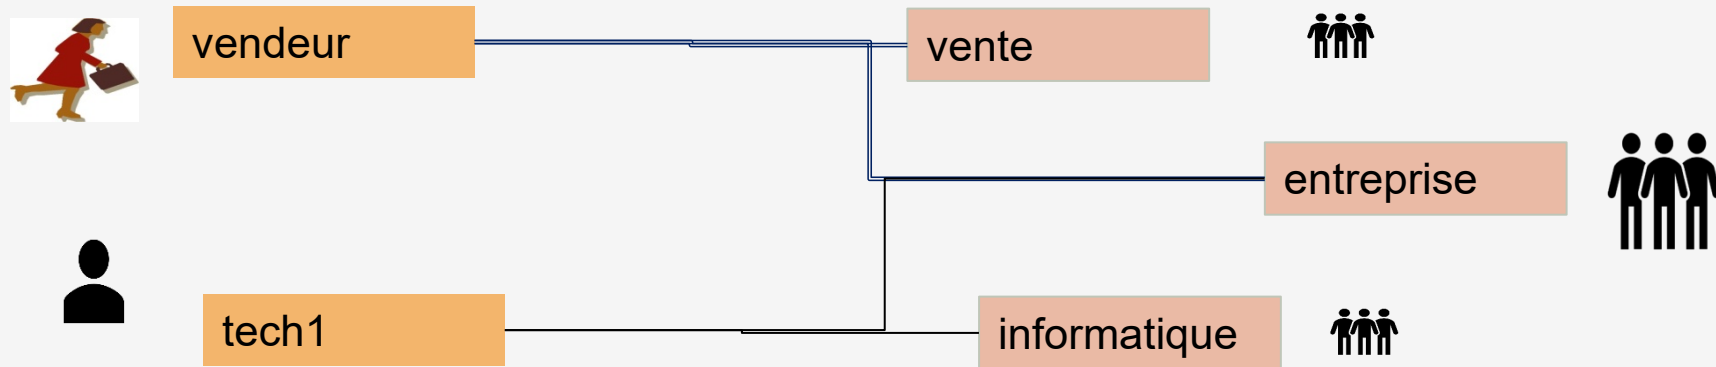 vendeur
vente
entreprise
tech1
informatique